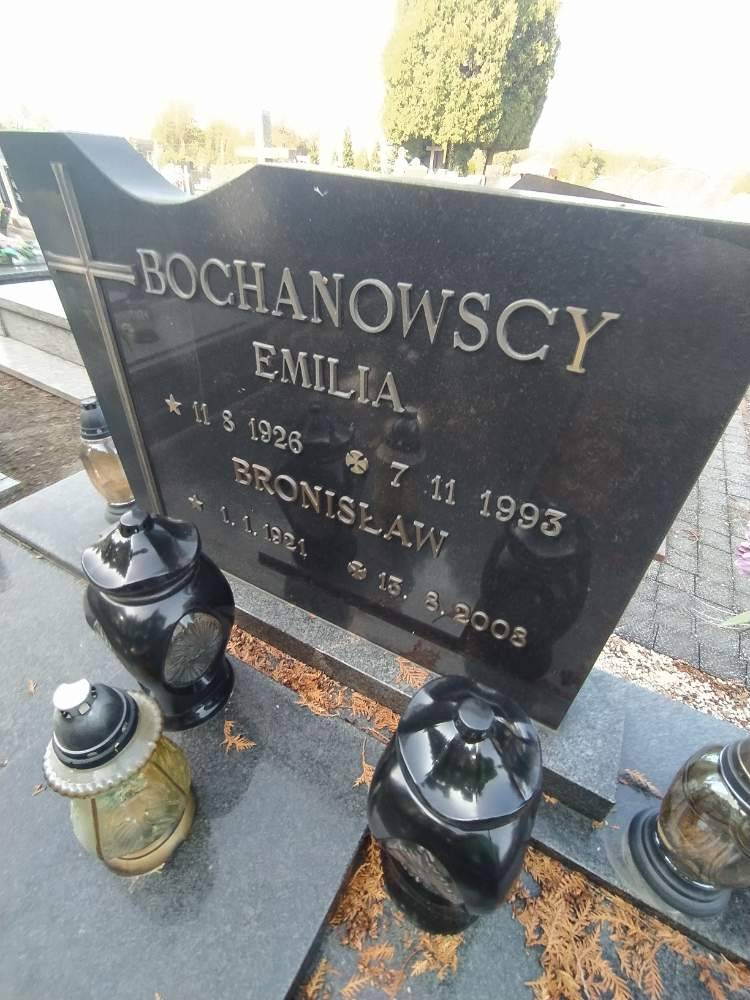 BOCHANOWSCY
EMILIA
11 8 1926 7 11 1993
BRONISŁAW
1. 1. 1921 13. 8. 2008